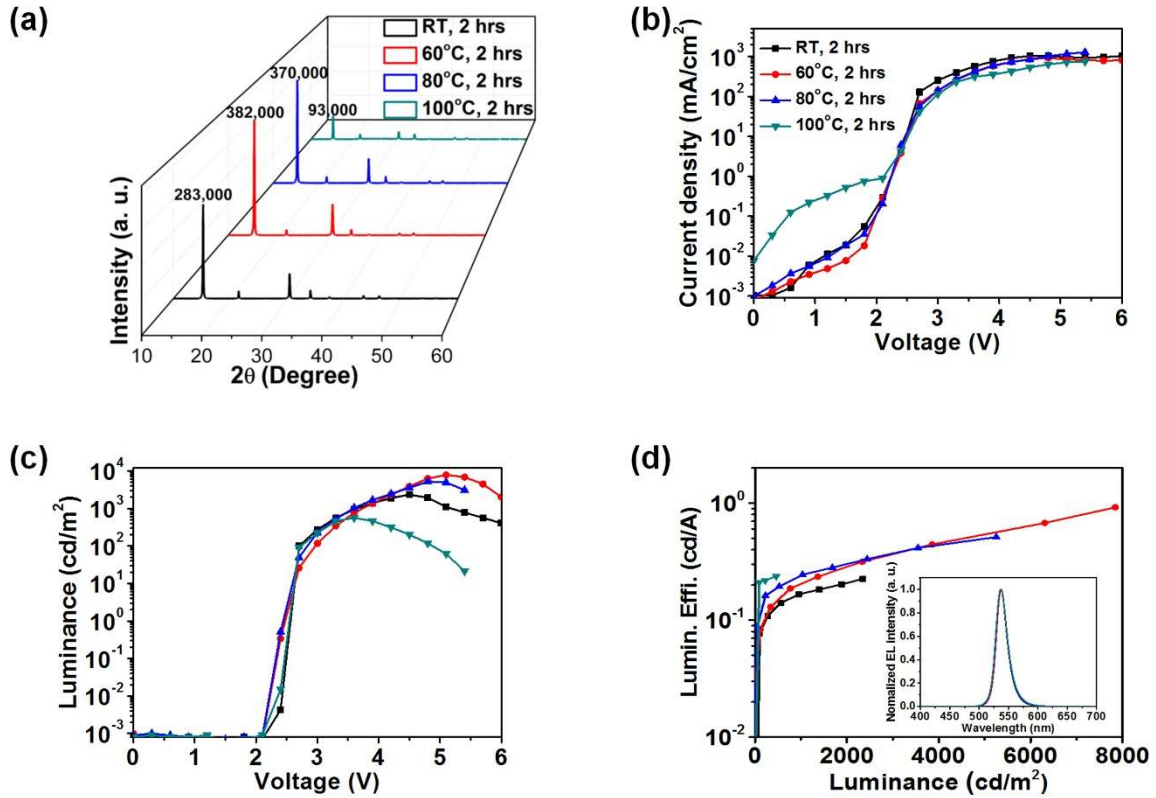 (a)
RT, 2 hrs
60°C, 2 hrs
80°C, 2 hrs
100°C, 2 hrs
370,000
382,000
93,000
283,000
Intensity (a. u.)
10 20 30 40 50 60
2θ (Degree)
(b)
RT, 2 hrs
60°C, 2 hrs
80°C, 2 hrs
100°C, 2 hrs
Current density (mA/cm²)
10³
10²
10¹
10⁰
10⁻¹
10⁻²
10⁻³
0 1 2 3 4 5 6
Voltage (V)
(c)
Luminance (cd/m²)
10⁴
10³
10²
10¹
10⁰
10⁻¹
10⁻²
10⁻³
0 1 2 3 4 5 6
Voltage (V)
(d)
Lumin. Effi. (cd/A)
10⁰
10⁻¹
10⁻²
0 2000 4000 6000 8000
Luminance (cd/m²)
Nomalized EL Intensity (a. u.)
1.0
0.8
0.6
0.4
0.2
0.0
400 450 500 550 600 650 700
Wavelength (nm)